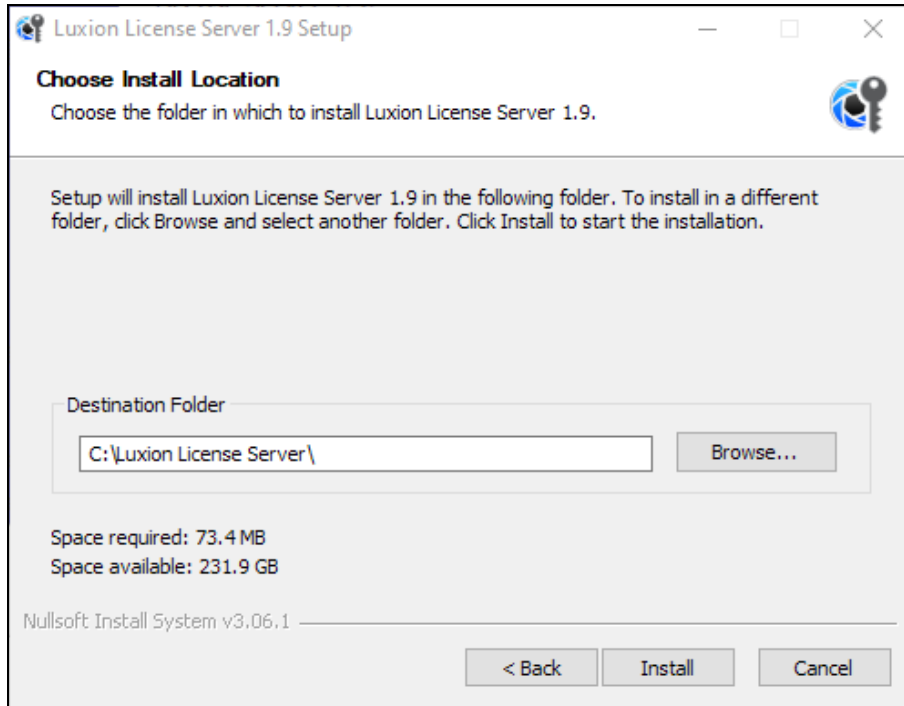 Luxion License Server 1.9 Setup
Choose Install Location
Choose the folder in which to install Luxion License Server 1.9.
Setup will install Luxion License Server 1.9 in the following folder. To install in a different
folder, click Browse and select another folder. Click Install to start the installation.
Destination Folder
C:\Luxion License Server\
Browse...
Space required: 73.4 MB
Space available: 231.9 GB
Nullsoft Install System v3.06.1
< Back
Install
Cancel